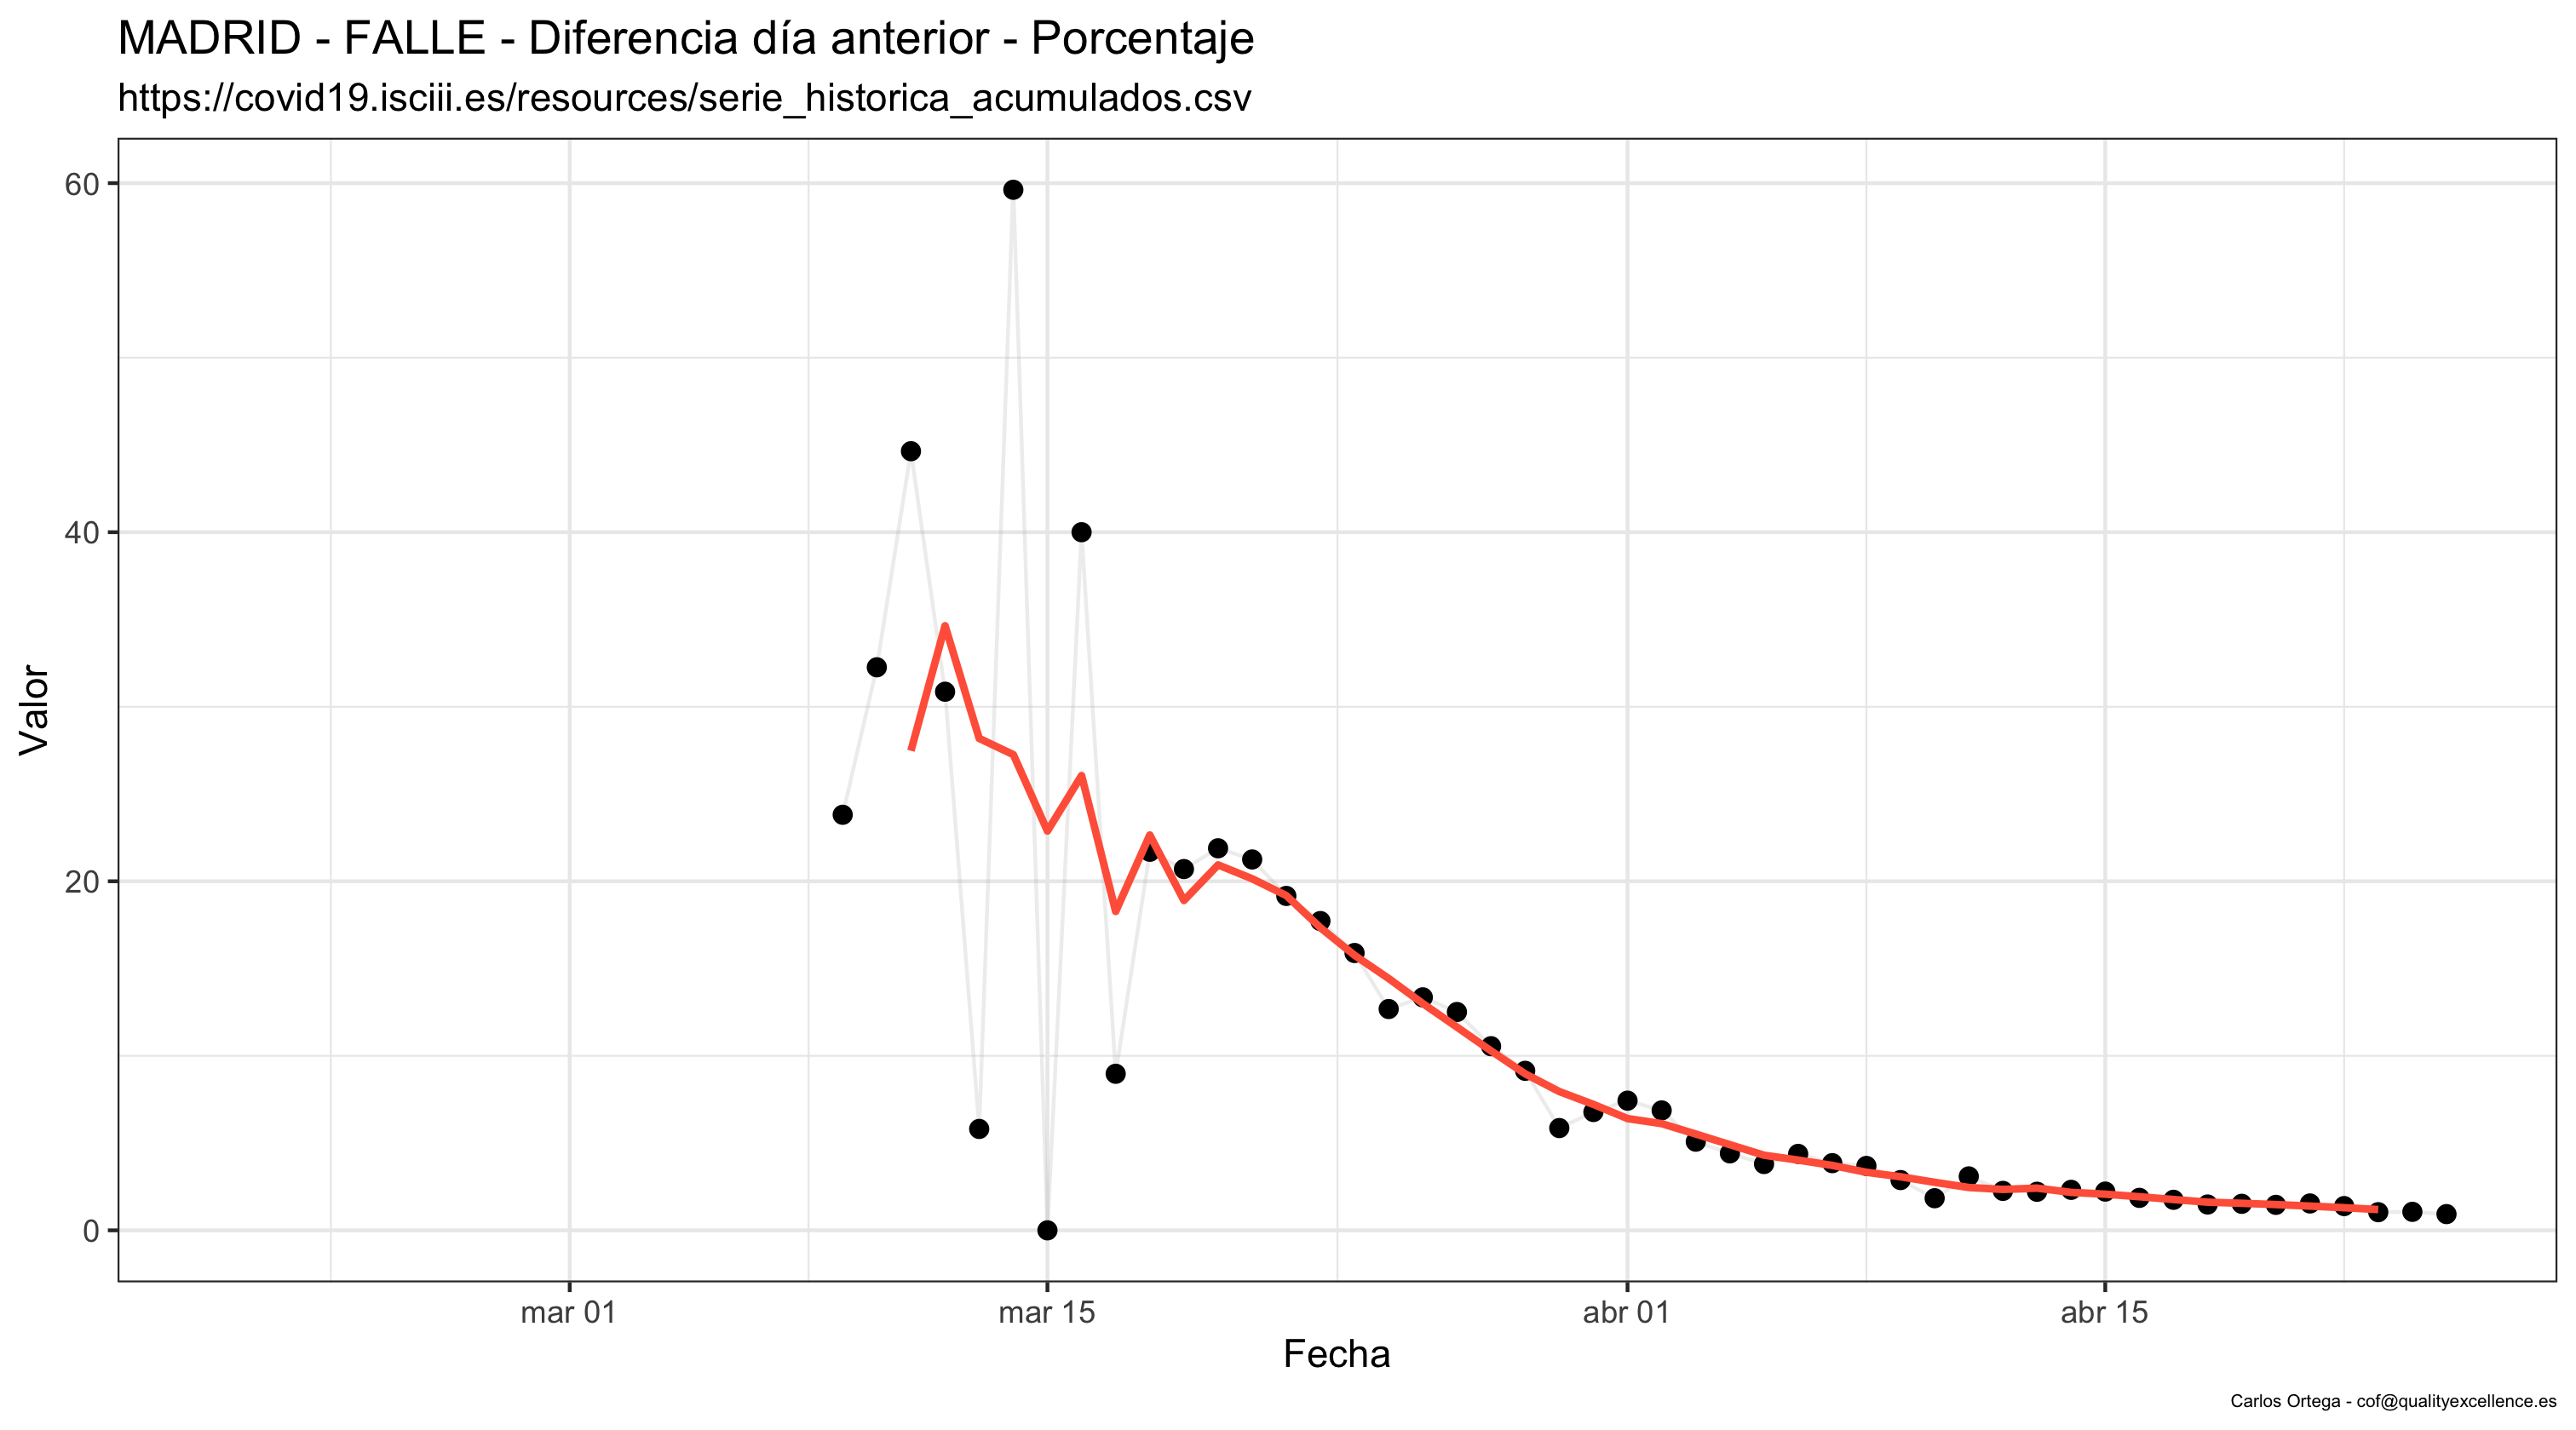 MADRID - FALLE - Diferencia día anterior - Porcentaje
https://covid19.isciii.es/resources/serie_historica_acumulados.csv
60
40
20
0
Valor
mar 01
mar 15
abr 01
abr 15
Fecha
Carlos Ortega - cof@qualityexcellence.es